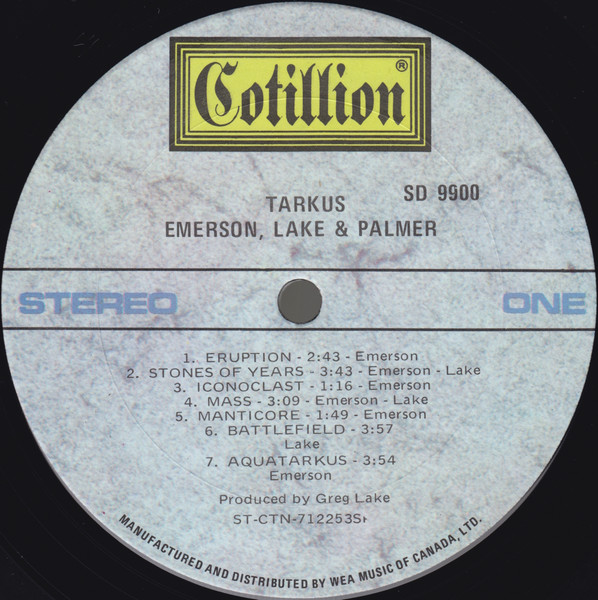 Cotillion®
SD 9900
TARKUS
EMERSON, LAKE & PALMER
STEREO ONE
1. ERUPTION - 2:43 - Emerson
2. STONES OF YEARS - 3:43 - Emerson - Lake
3. ICONOCLAST - 1:16 - Emerson
4. MASS - 3:09 - Emerson - Lake
5. MANTICORE - 1:49 - Emerson
6. BATTLEFIELD - 3:57
Lake
7. AQUATARKUS - 3:54
Emerson
Produced by Greg Lake
MANUFACTURED AND DISTRIBUTED BY WEA MUSIC OF CANADA, LTD.